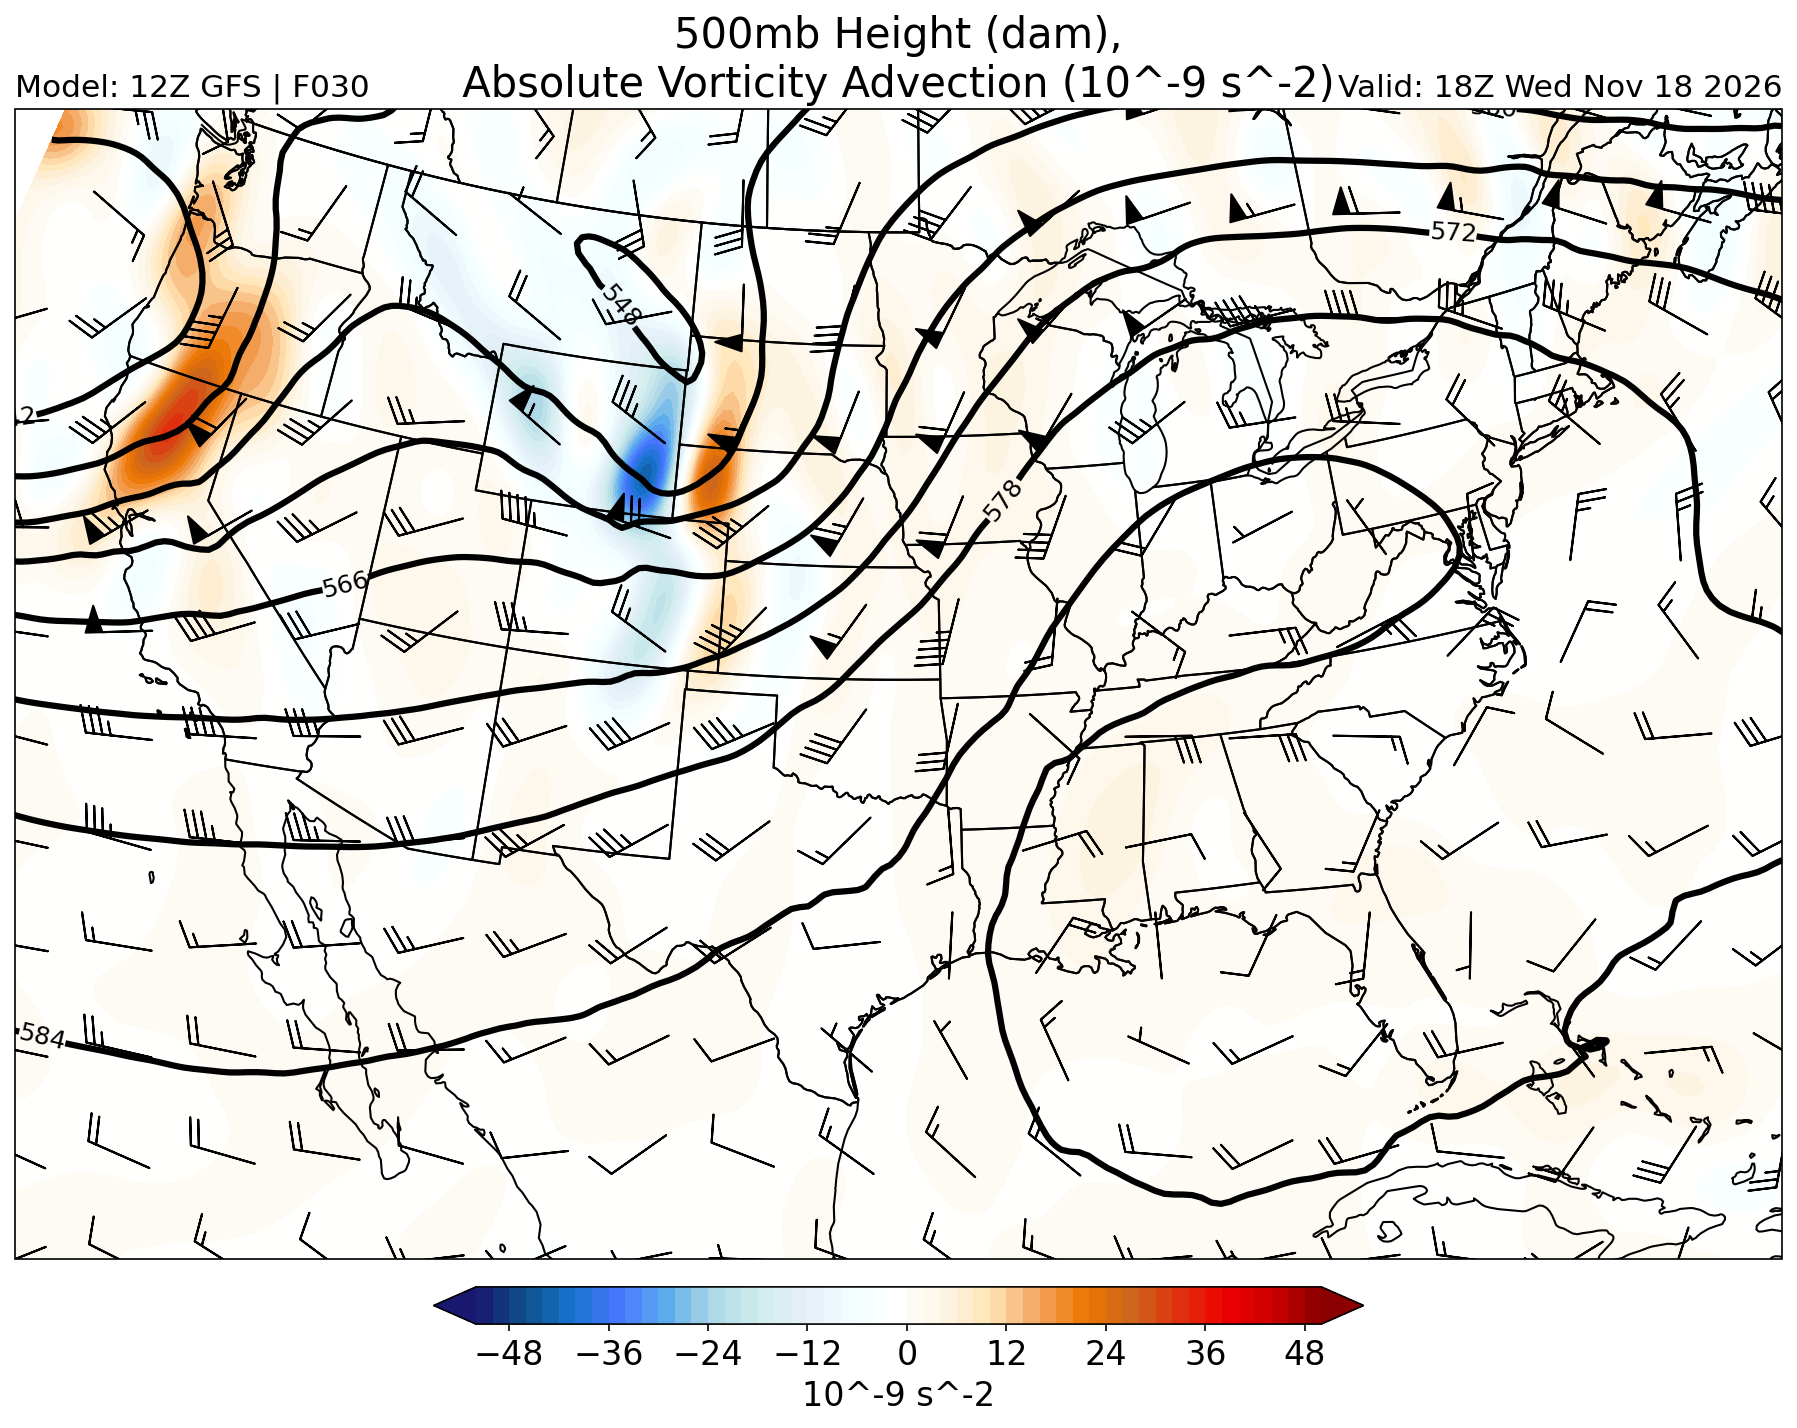 500mb Height (dam),
Model: 12Z GFS | F030
Absolute Vorticity Advection (10^-9 s^-2)
Valid: 18Z Wed Nov 18 2026
572
548
578
566
584
−48 −36 −24 −12 0 12 24 36 48
10^-9 s^-2